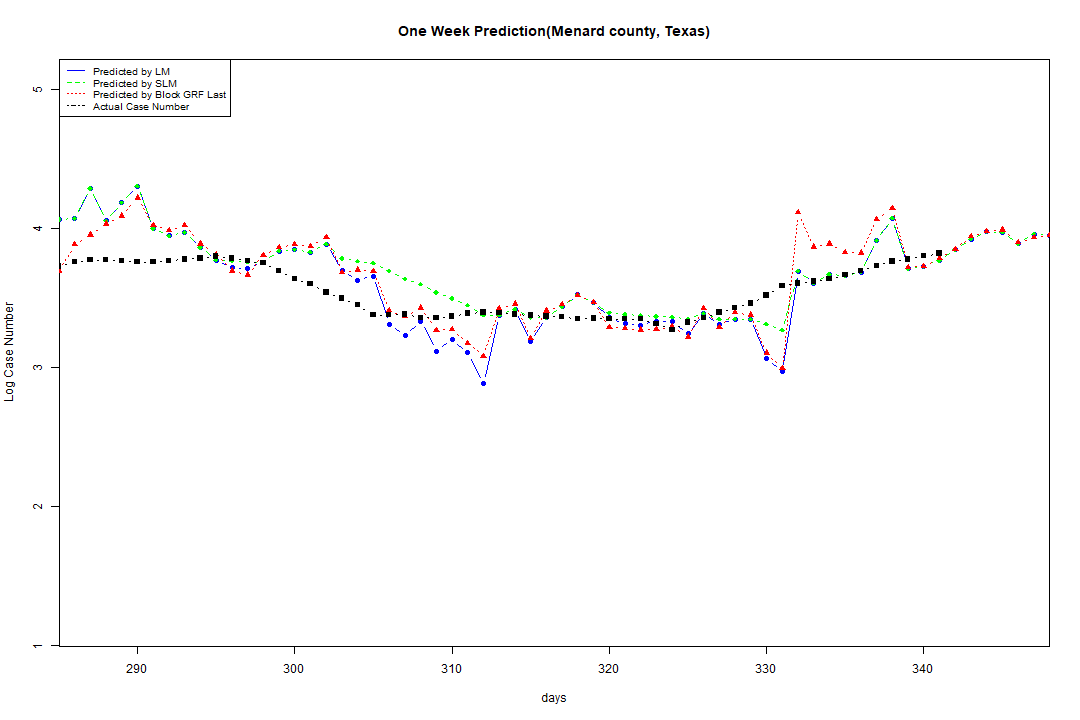 One Week Prediction(Menard county, Texas)
Predicted by LM
Predicted by SLM
Predicted by Block GRF Last
Actual Case Number
5
4
3
2
1
Log Case Number
290 300 310 320 330 340
days